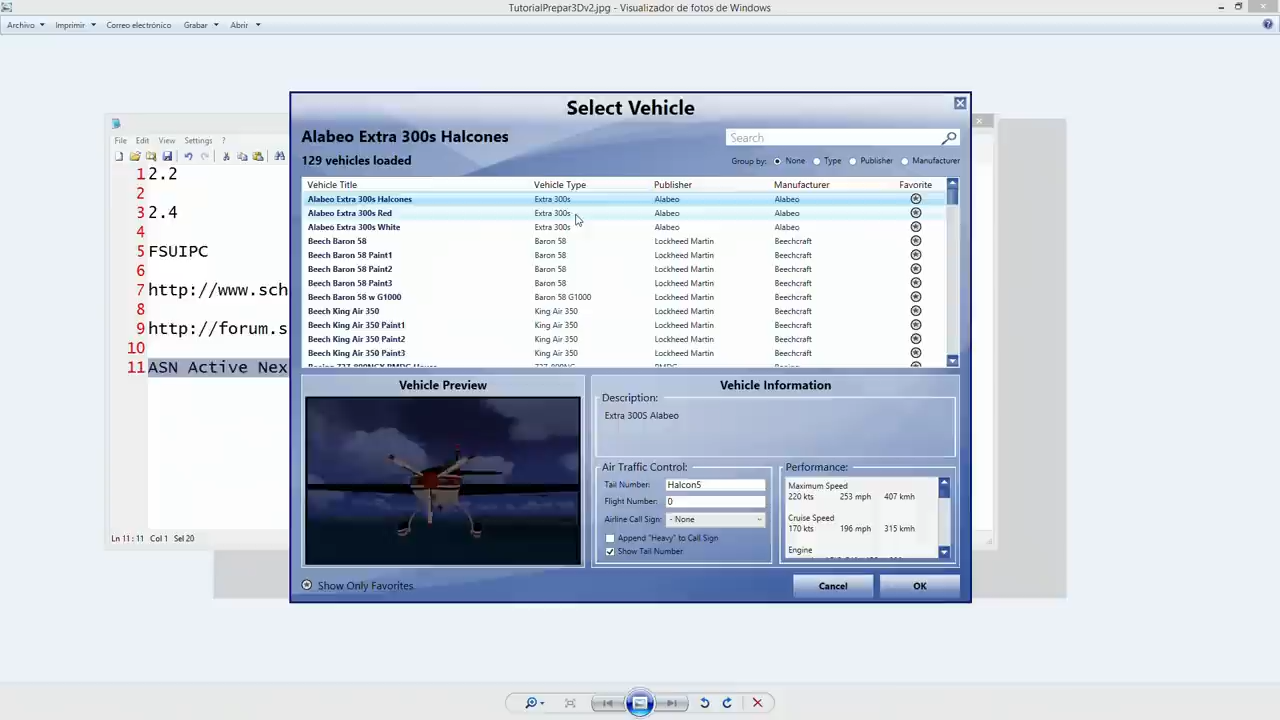 TutorialPrepar3Dv2.jpg - Visualizador de fotos de Windows
Archivo Imprimir Correo electrónico Grabar Abrir
File Edit View Settings ?
1 2.2
2
3 2.4
4
5 FSUIPC
6
7 http://www.sch
8
9 http://forum.s
10
11 ASN Active Nex
Ln 11 : 11 Col 1 Sel 20
Select Vehicle
Alabeo Extra 300s Halcones
Search
129 vehicles loaded
Group by: None Type Publisher Manufacturer
Vehicle Title Vehicle Type Publisher Manufacturer Favorite
Alabeo Extra 300s Halcones Extra 300s Alabeo Alabeo
Alabeo Extra 300s Red Extra 300s Alabeo Alabeo
Alabeo Extra 300s White Extra 300s Alabeo Alabeo
Beech Baron 58 Baron 58 Lockheed Martin Beechcraft
Beech Baron 58 Paint1 Baron 58 Lockheed Martin Beechcraft
Beech Baron 58 Paint2 Baron 58 Lockheed Martin Beechcraft
Beech Baron 58 Paint3 Baron 58 Lockheed Martin Beechcraft
Beech Baron 58 w G1000 Baron 58 G1000 Lockheed Martin Beechcraft
Beech King Air 350 King Air 350 Lockheed Martin Beechcraft
Beech King Air 350 Paint1 King Air 350 Lockheed Martin Beechcraft
Beech King Air 350 Paint2 King Air 350 Lockheed Martin Beechcraft
Beech King Air 350 Paint3 King Air 350 Lockheed Martin Beechcraft
Vehicle Preview
Vehicle Information
Description:
Extra 300S Alabeo
Air Traffic Control:
Tail Number: Halcon5
Flight Number: 0
Airline Call Sign: - None
Append "Heavy" to Call Sign
Show Tail Number
Performance:
Maximum Speed
220 kts 253 mph 407 kmh
Cruise Speed
170 kts 196 mph 315 kmh
Engine
Show Only Favorites
Cancel OK